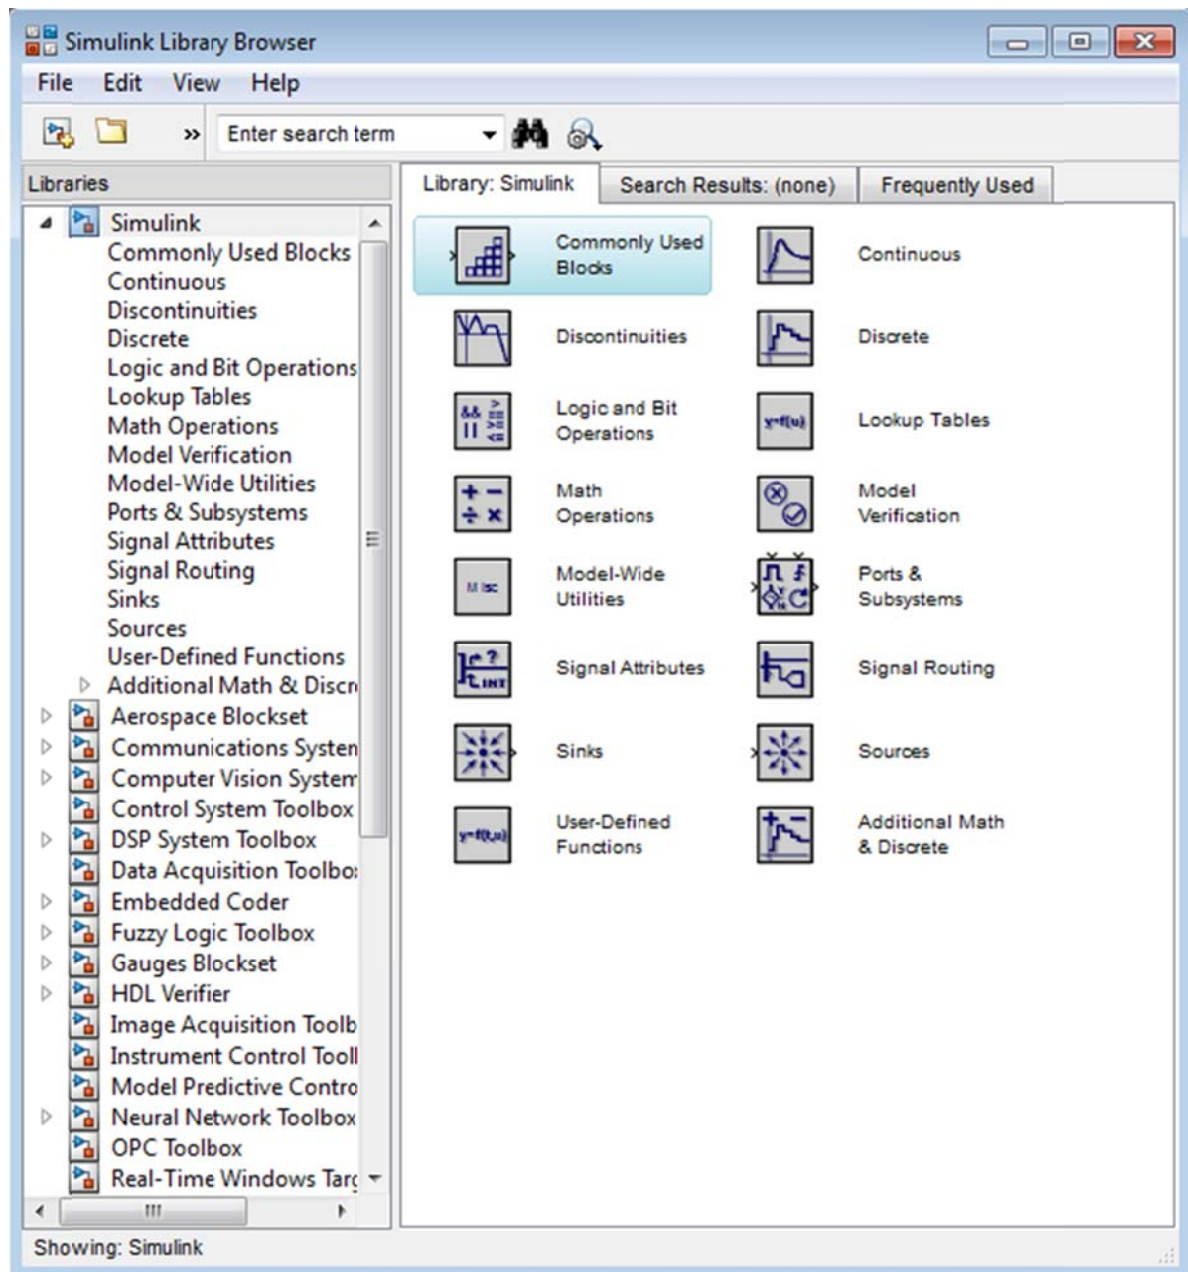 Simulink Library Browser
File Edit View Help
» Enter search term
Libraries
Library: Simulink Search Results: (none) Frequently Used
Simulink
Commonly Used Blocks
Continuous
Discontinuities
Discrete
Logic and Bit Operations
Lookup Tables
Math Operations
Model Verification
Model-Wide Utilities
Ports & Subsystems
Signal Attributes
Signal Routing
Sinks
Sources
User-Defined Functions
Additional Math & Discr
Aerospace Blockset
Communications System
Computer Vision System
Control System Toolbox
DSP System Toolbox
Data Acquisition Toolbo
Embedded Coder
Fuzzy Logic Toolbox
Gauges Blockset
HDL Verifier
Image Acquisition Toolb
Instrument Control Tool
Model Predictive Contro
Neural Network Toolbox
OPC Toolbox
Real-Time Windows Targ
Commonly Used
Blocks
Continuous
Discontinuities
Discrete
&& >
|| >=
<=
Logic and Bit
Operations
y=f(u)
Lookup Tables
+ −
÷ ×
Math
Operations
Model
Verification
Misc
Model-Wide
Utilities
Ports &
Subsystems
?
INT
Signal Attributes
Signal Routing
Sinks
Sources
y=f(t,u)
User-Defined
Functions
+ −
Additional Math
& Discrete
Showing: Simulink